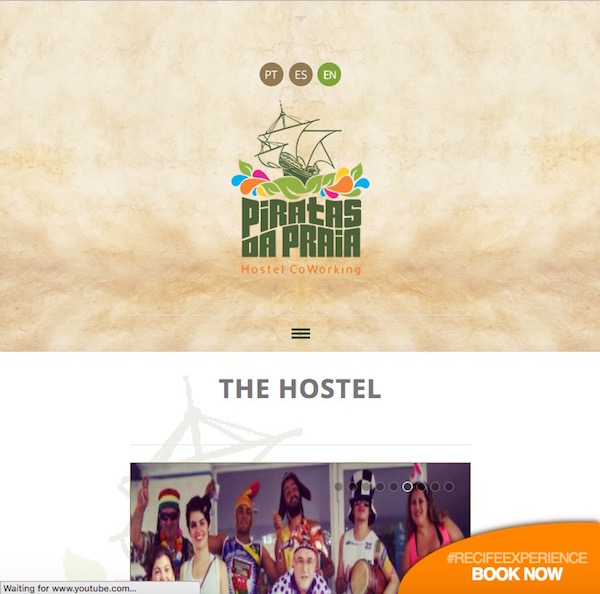 PT ES EN
PIRATAS
DA PRAIA
Hostel CoWorking
THE HOSTEL
#RECIFEEXPERIENCE
BOOK NOW
Waiting for www.youtube.com...